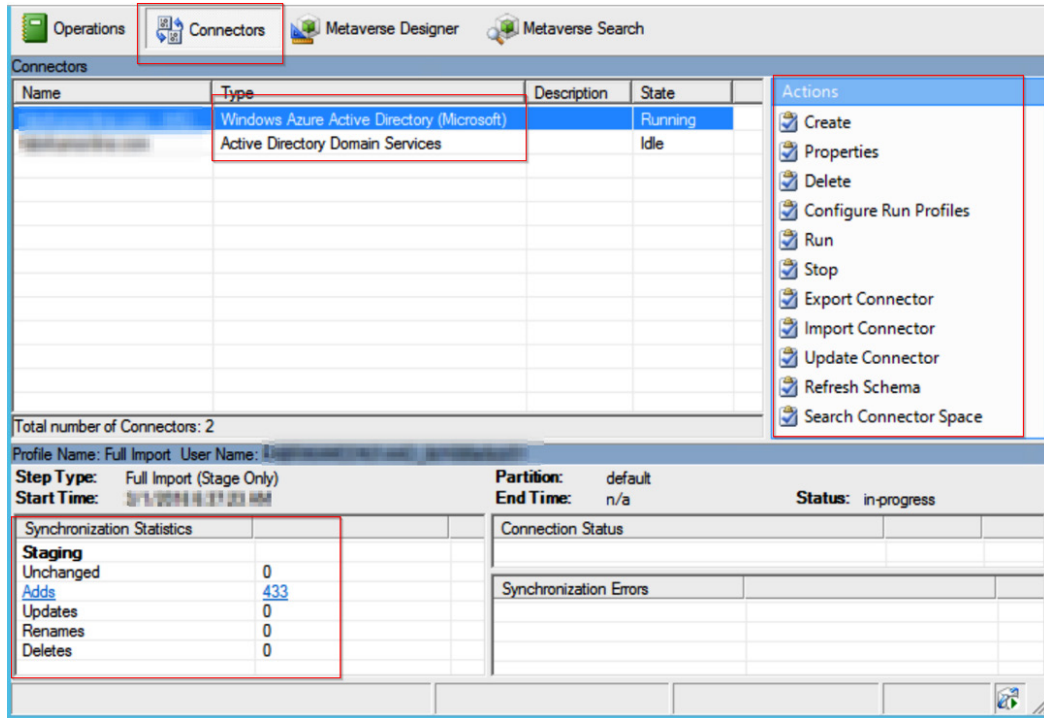 Operations Connectors Metaverse Designer Metaverse Search
Connectors
Name Type Description State
Windows Azure Active Directory (Microsoft) Running
Active Directory Domain Services Idle
Total number of Connectors: 2
Actions
Create
Properties
Delete
Configure Run Profiles
Run
Stop
Export Connector
Import Connector
Update Connector
Refresh Schema
Search Connector Space
Profile Name: Full Import User Name:
Step Type: Full Import (Stage Only) Partition: default
Start Time: End Time: n/a Status: in-progress
Synchronization Statistics
Staging
Unchanged 0
Adds 433
Updates 0
Renames 0
Deletes 0
Connection Status
Synchronization Errors